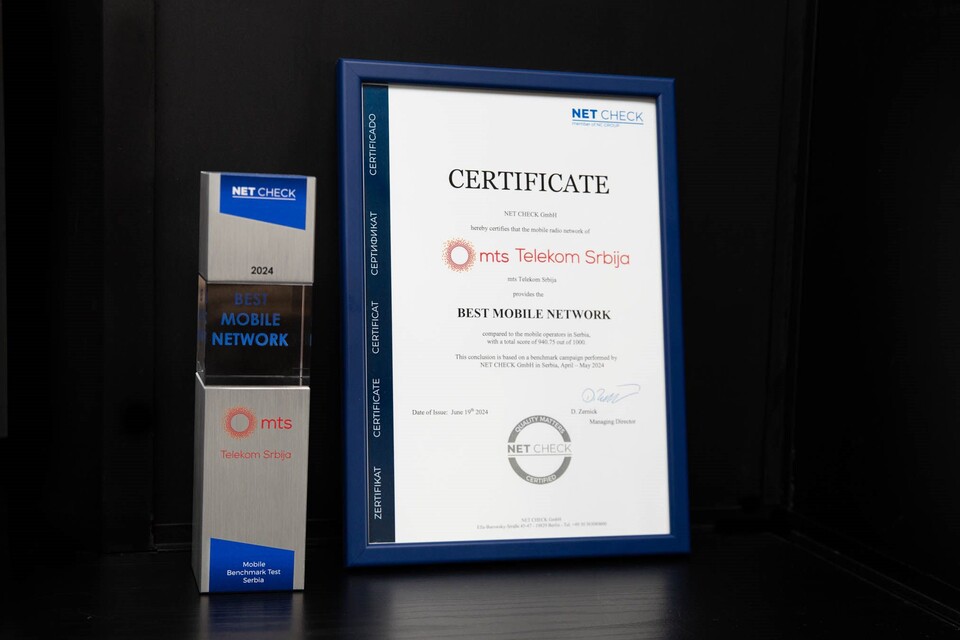 NET CHECK
2024
BEST
MOBILE
NETWORK
mts
Telekom Srbija
Mobile
Benchmark Test
Serbia
CERTIFICADO
СЕРТИФИКАТ
CERTIFICAT
CERTIFICATE
ZERTIFIKAT
NET CHECK
member of NC GROUP
CERTIFICATE
NET CHECK GmbH
hereby certifies that the mobile radio network of
mts Telekom Srbija
mts Telekom Srbija
provides the
BEST MOBILE NETWORK
compared to the mobile operators in Serbia,
with a total score of 940.75 out of 1000.
This conclusion is based on a benchmark campaign performed by
NET CHECK GmbH in Serbia, April – May 2024
Date of Issue: June 19th 2024
D. Zernick
Managing Director
QUALITY MATTERS
NET CHECK
CERTIFIED
NET CHECK GmbH